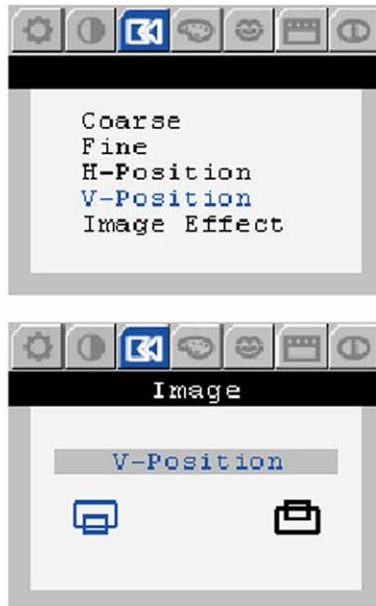 Coarse
Fine
H-Position
V-Position
Image Effect
Image
V-Position